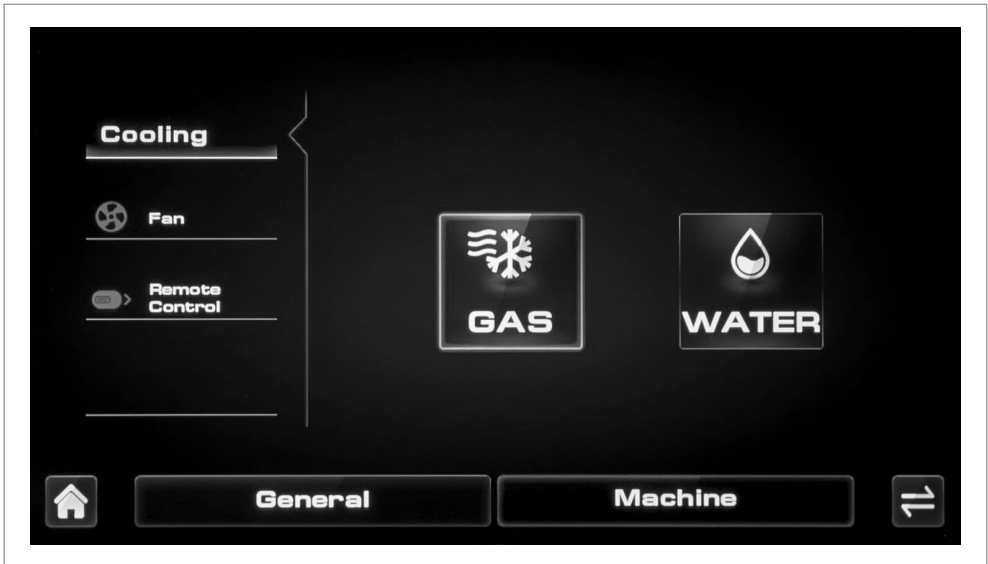 Cooling
Fan
Remote
Control
GAS
WATER
General
Machine